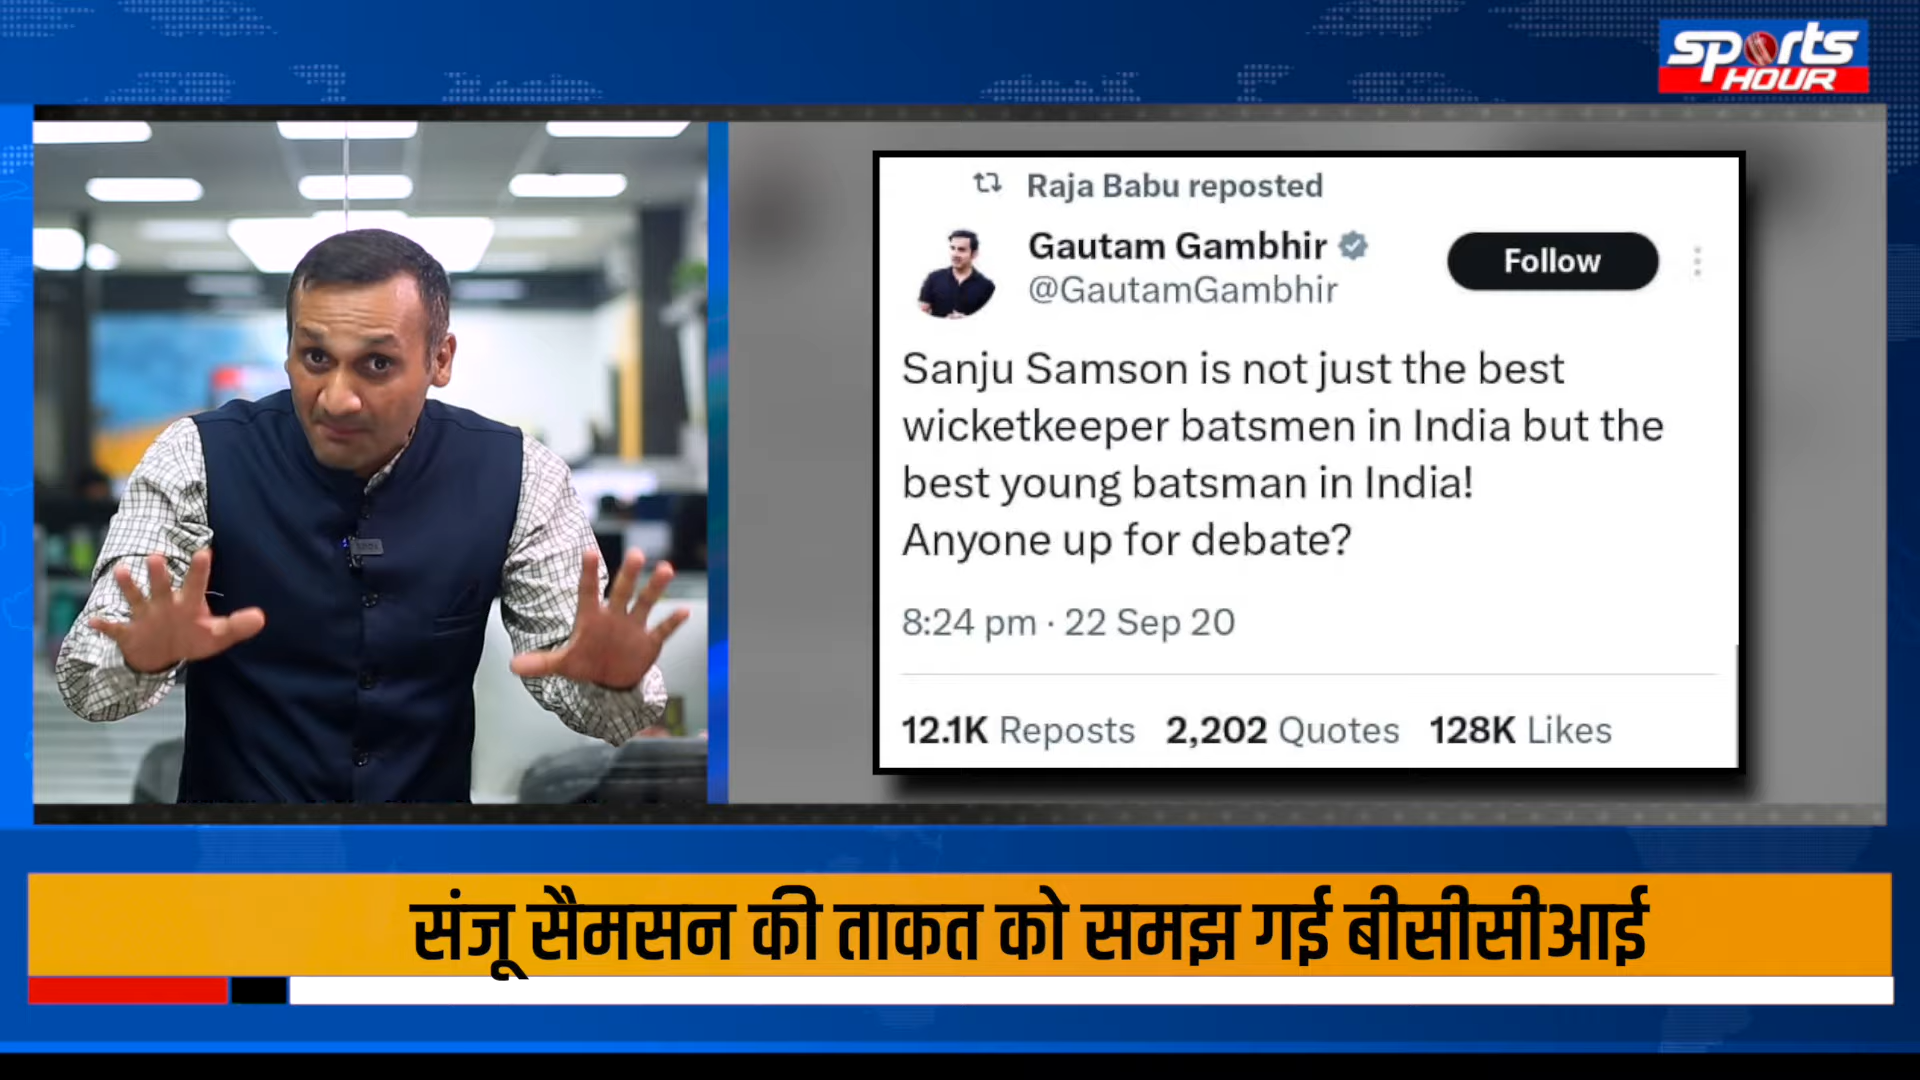 sports
HOUR
Raja Babu reposted
Gautam Gambhir
@GautamGambhir
Follow
Sanju Samson is not just the best
wicketkeeper batsmen in India but the
best young batsman in India!
Anyone up for debate?
8:24 pm · 22 Sep 20
12.1K Reposts 2,202 Quotes 128K Likes
संजू सैमसन की ताकत को समझ गई बीसीसीआई